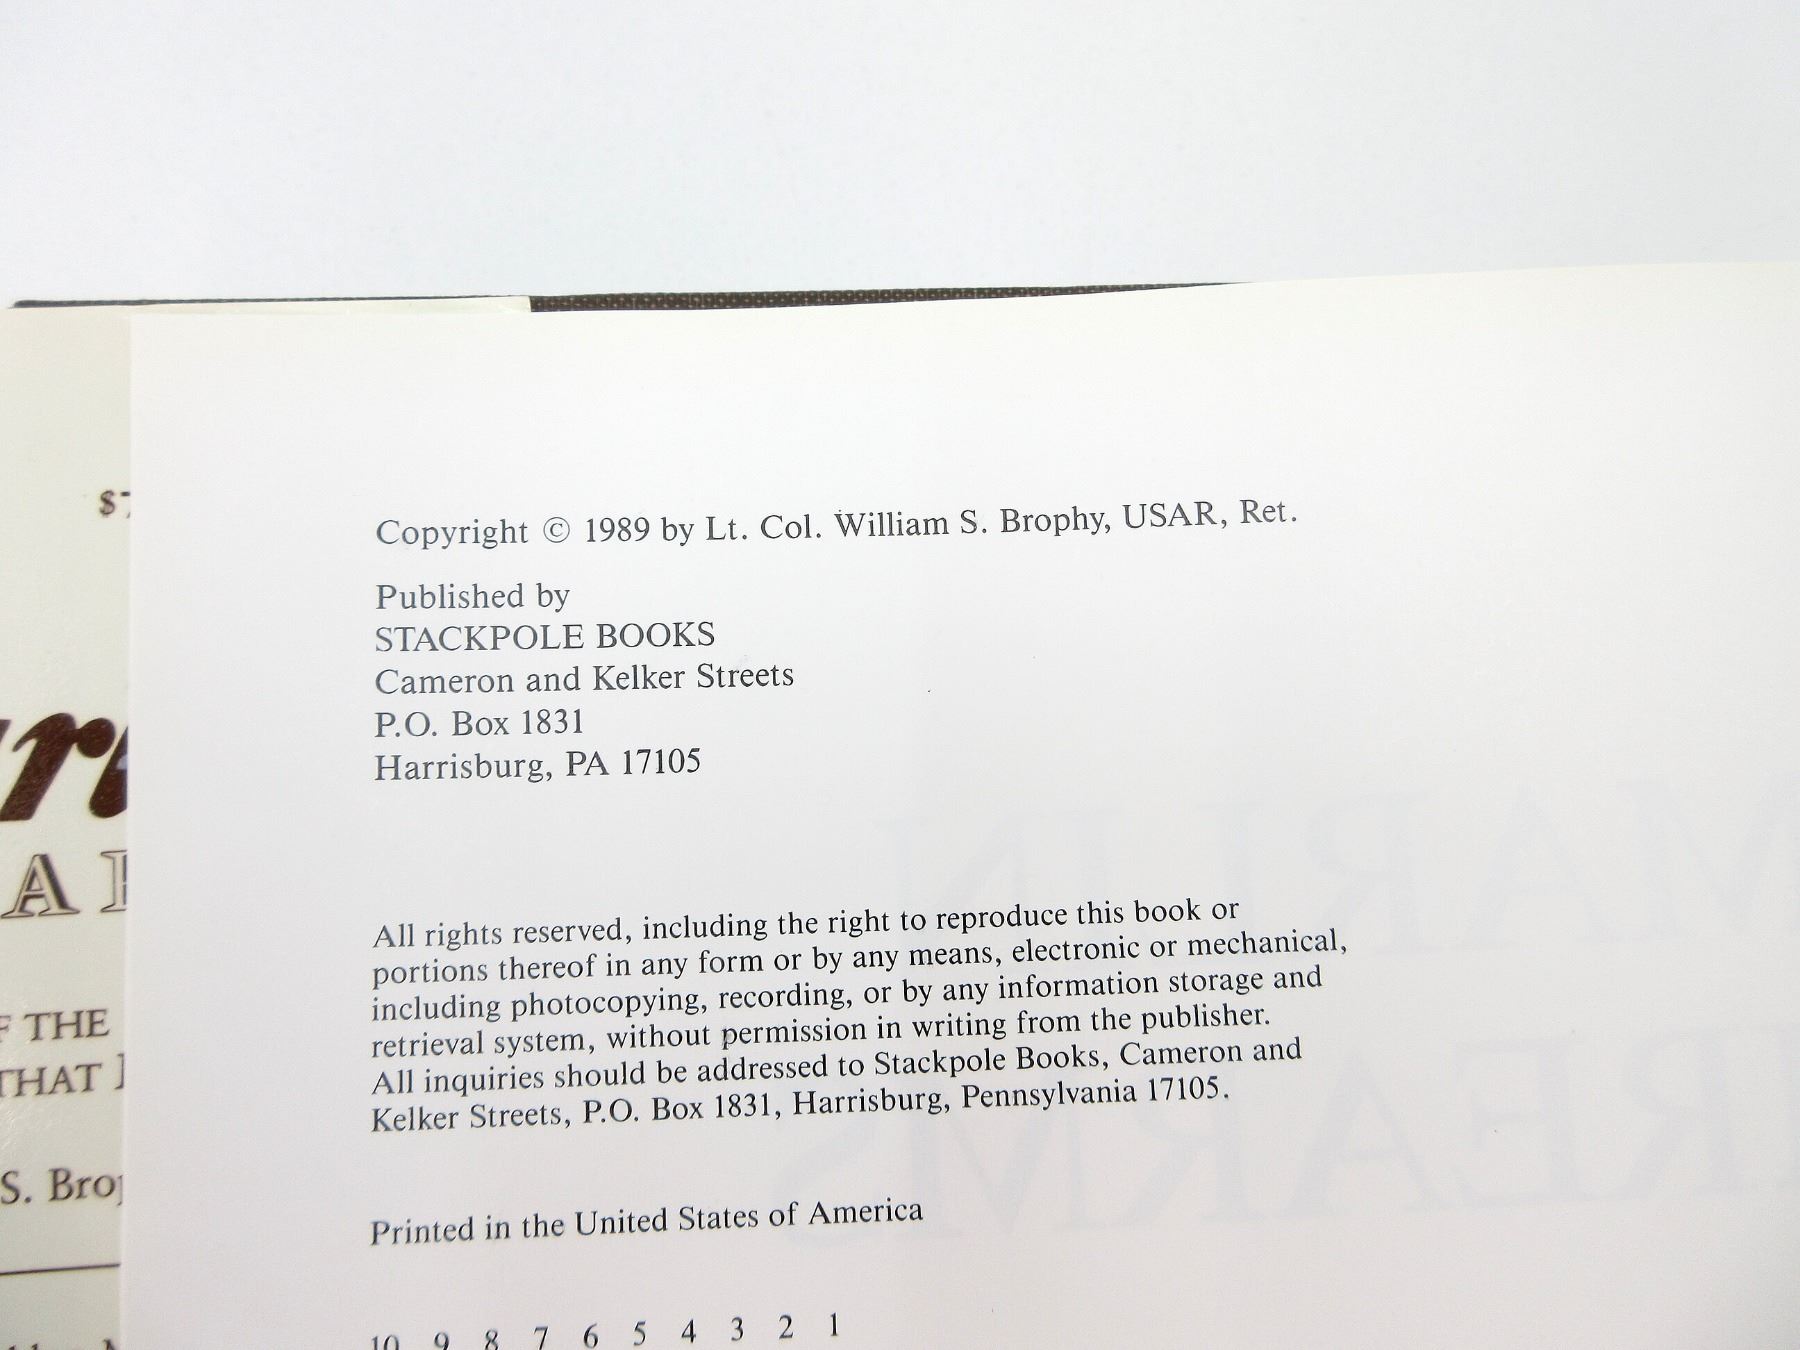 Copyright © 1989 by Lt. Col. William S. Brophy, USAR, Ret.
Published by
STACKPOLE BOOKS
Cameron and Kelker Streets
P.O. Box 1831
Harrisburg, PA 17105
All rights reserved, including the right to reproduce this book or
portions thereof in any form or by any means, electronic or mechanical,
including photocopying, recording, or by any information storage and
retrieval system, without permission in writing from the publisher.
All inquiries should be addressed to Stackpole Books, Cameron and
Kelker Streets, P.O. Box 1831, Harrisburg, Pennsylvania 17105.
Printed in the United States of America
10 9 8 7 6 5 4 3 2 1
THE
THAT
S.